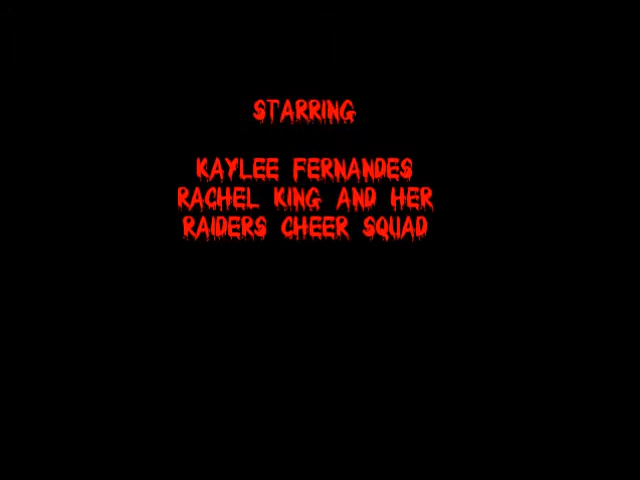 STARRING
KAYLEE FERNANDES
RACHEL KING AND HER
RAIDERS CHEER SQUAD